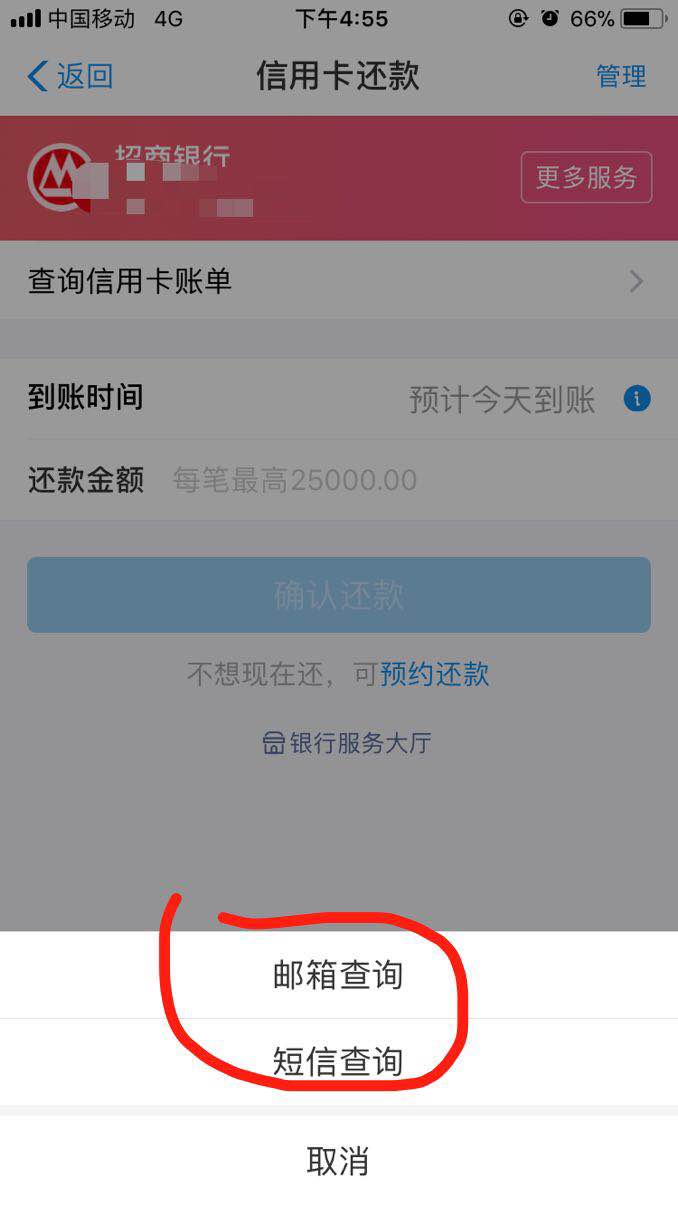 中国移动 4G 下午4:55 66%
返回 信用卡还款 管理
招商银行
更多服务
查询信用卡账单
到账时间 预计今天到账
还款金额 每笔最高25000.00
确认还款
不想现在还，可预约还款
银行服务大厅
邮箱查询
短信查询
取消